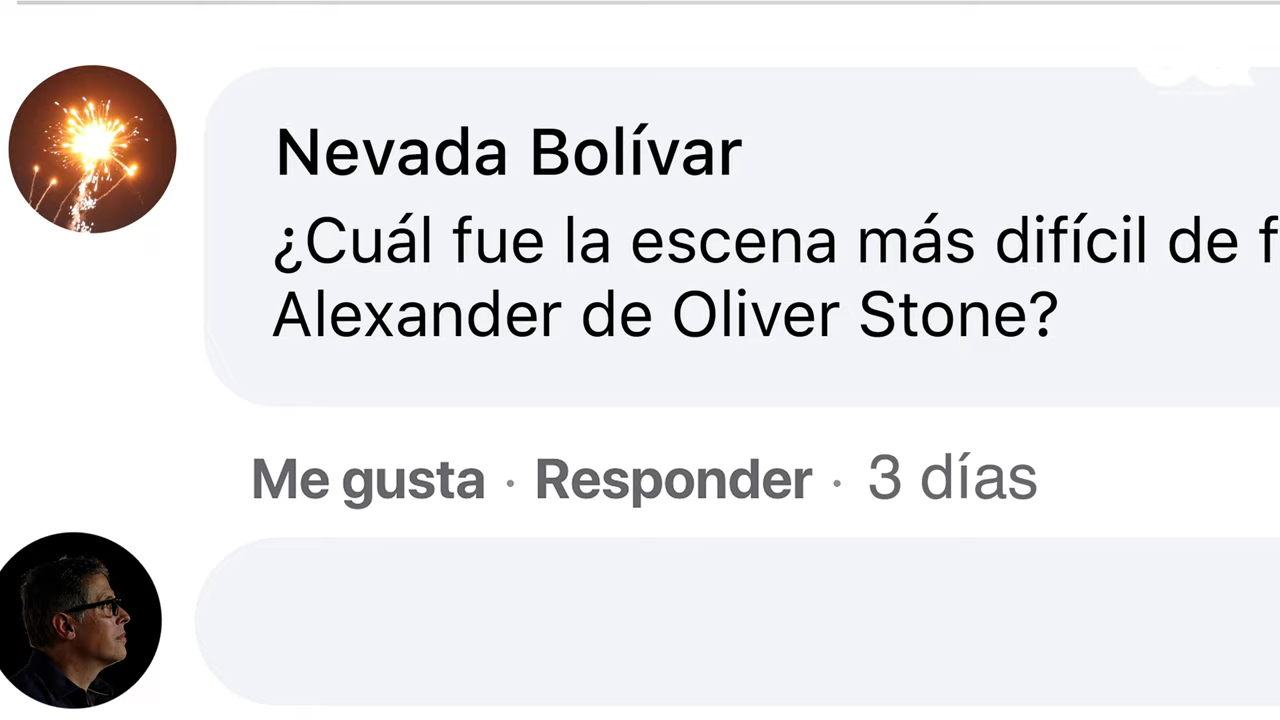 Nevada Bolívar
¿Cuál fue la escena más difícil de
Alexander de Oliver Stone?
Me gusta · Responder · 3 días